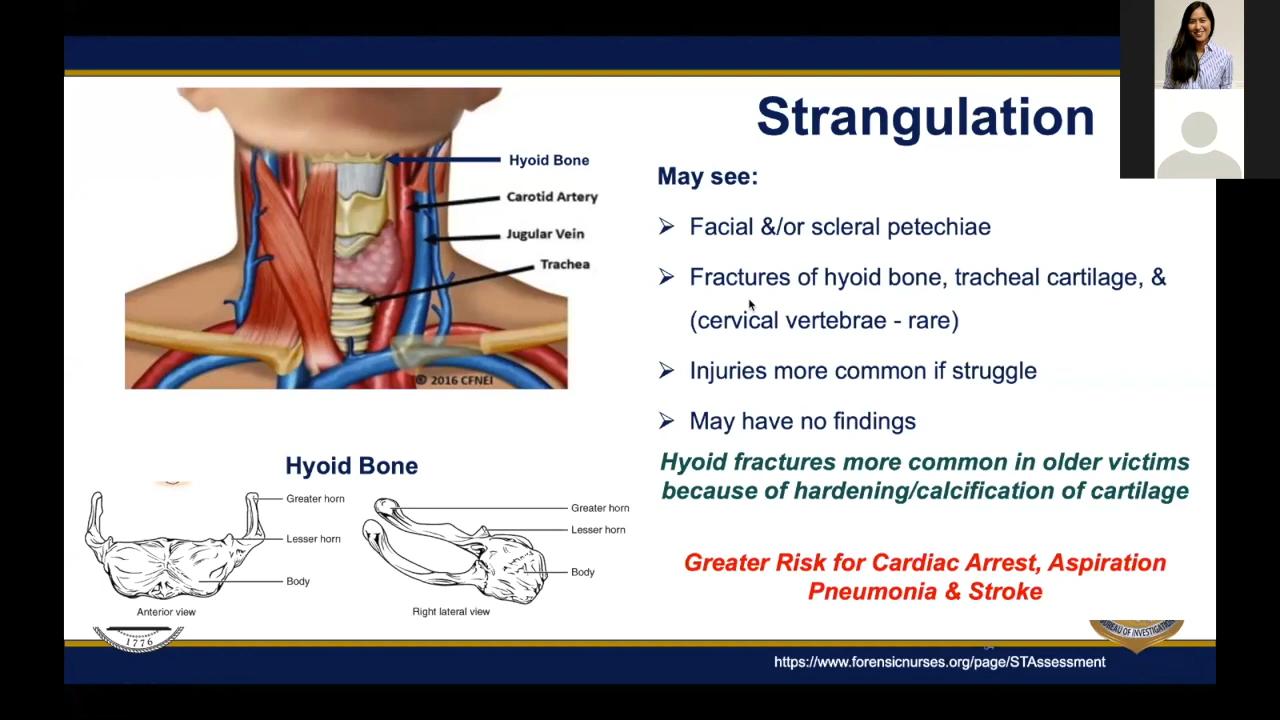 Strangulation
Hyoid Bone
Carotid Artery
Jugular Vein
Trachea
® 2016 CFNEI
May see:
➢ Facial &/or scleral petechiae
➢ Fractures of hyoid bone, tracheal cartilage, &
(cervical vertebrae - rare)
➢ Injuries more common if struggle
➢ May have no findings
Hyoid fractures more common in older victims
because of hardening/calcification of cartilage
Greater Risk for Cardiac Arrest, Aspiration
Pneumonia & Stroke
Hyoid Bone
Greater horn
Lesser horn
Body
Anterior view
Greater horn
Lesser horn
Body
Right lateral view
1776
BUREAU OF INVESTIGATION
https://www.forensicnurses.org/page/STAssessment